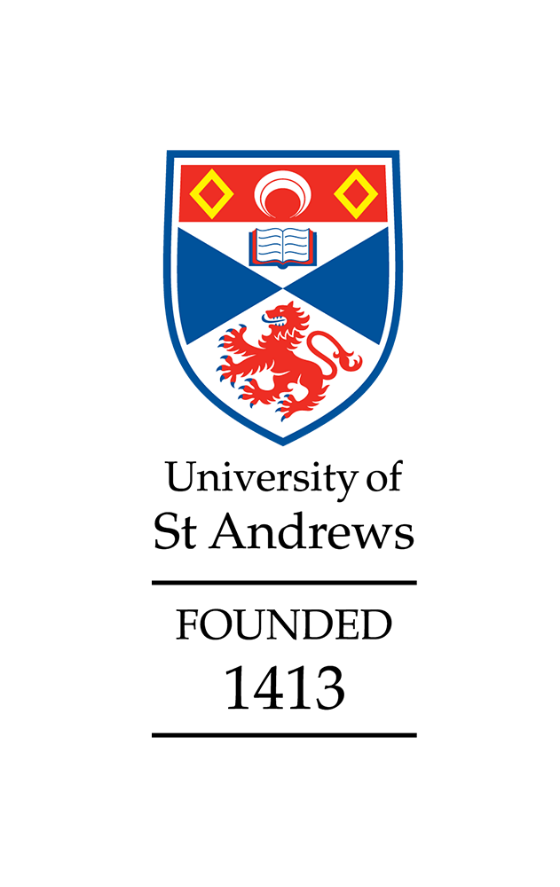 University of
St Andrews
FOUNDED
1413